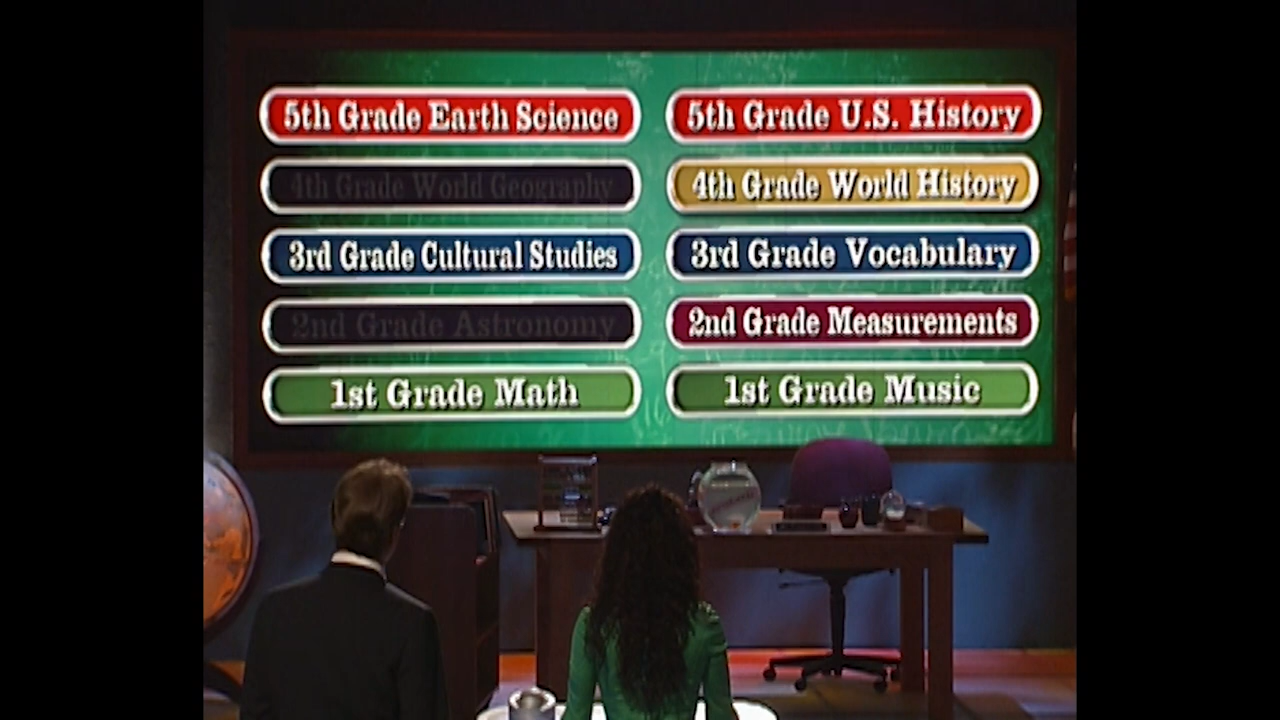 5th Grade Earth Science
5th Grade U.S. History
4th Grade World Geography
4th Grade World History
3rd Grade Cultural Studies
3rd Grade Vocabulary
2nd Grade Astronomy
2nd Grade Measurements
1st Grade Math
1st Grade Music